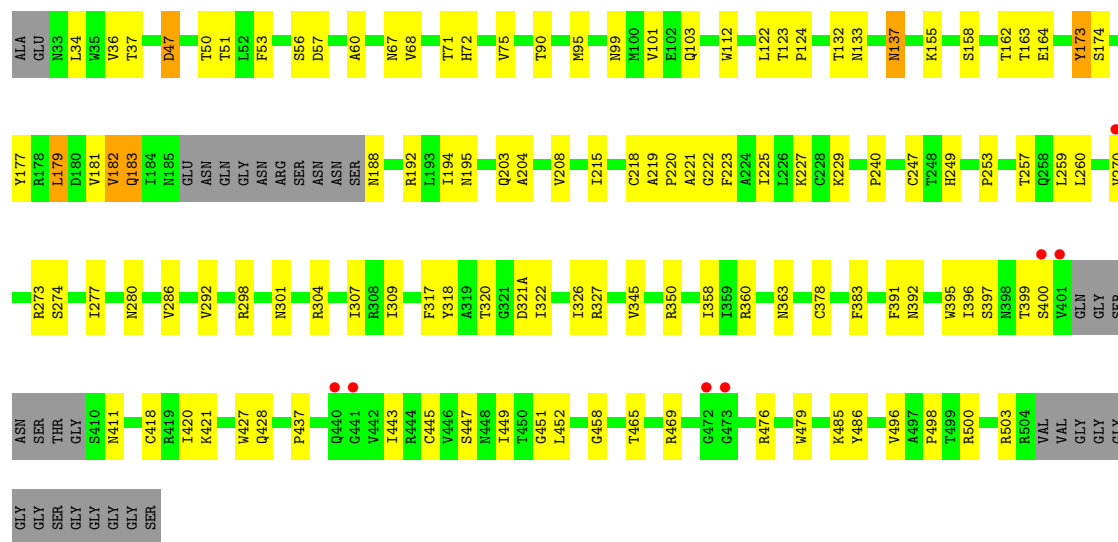 ALA GLU N33 L34 W35 V36 T37 D47 T50 T51 L52 F53 S56 D57 A60 N67 V68 T71 H72 V75 T90 M95 N99 M100 V101 E102 Q103 W112 L122 T123 P124 T132 N133 N137 K155 S158 T162 T163 E164 Y173 S174
Y177 R178 L179 D180 V181 V182 Q183 I184 N185 GLU ASN GLN GLY ASN ARG SER ASP ASN ASN SER N188 R192 L193 I194 N195 Q203 A204 V208 I215 C218 A219 P220 A221 G222 F223 A224 I225 L226 K227 C228 K229 P240 C247 T248 H249 P253 T257 Q258 L259 L260 V270
R273 S274 I277 N280 V286 V292 R298 N301 R304 I307 R308 I309 F317 Y318 A319 T320 G321 D321A I322 I326 R327 V345 R350 I358 I359 R360 N363 C378 F383 F391 N392 W395 I396 S397 N398 T399 S400 V401 GLN GLY SER
ASN SER THR GLY S410 N411 C418 R419 I420 K421 W427 Q428 P437 Q440 G441 V442 I443 R444 C445 V446 S447 N448 I449 T450 G451 L452 G458 T465 R469 G472 G473 R476 W479 K485 Y486 V496 A497 P498 T499 R500 R503 R504 VAL VAL GLY GLY GLY
GLY GLY SER GLY GLY GLY GLY SER